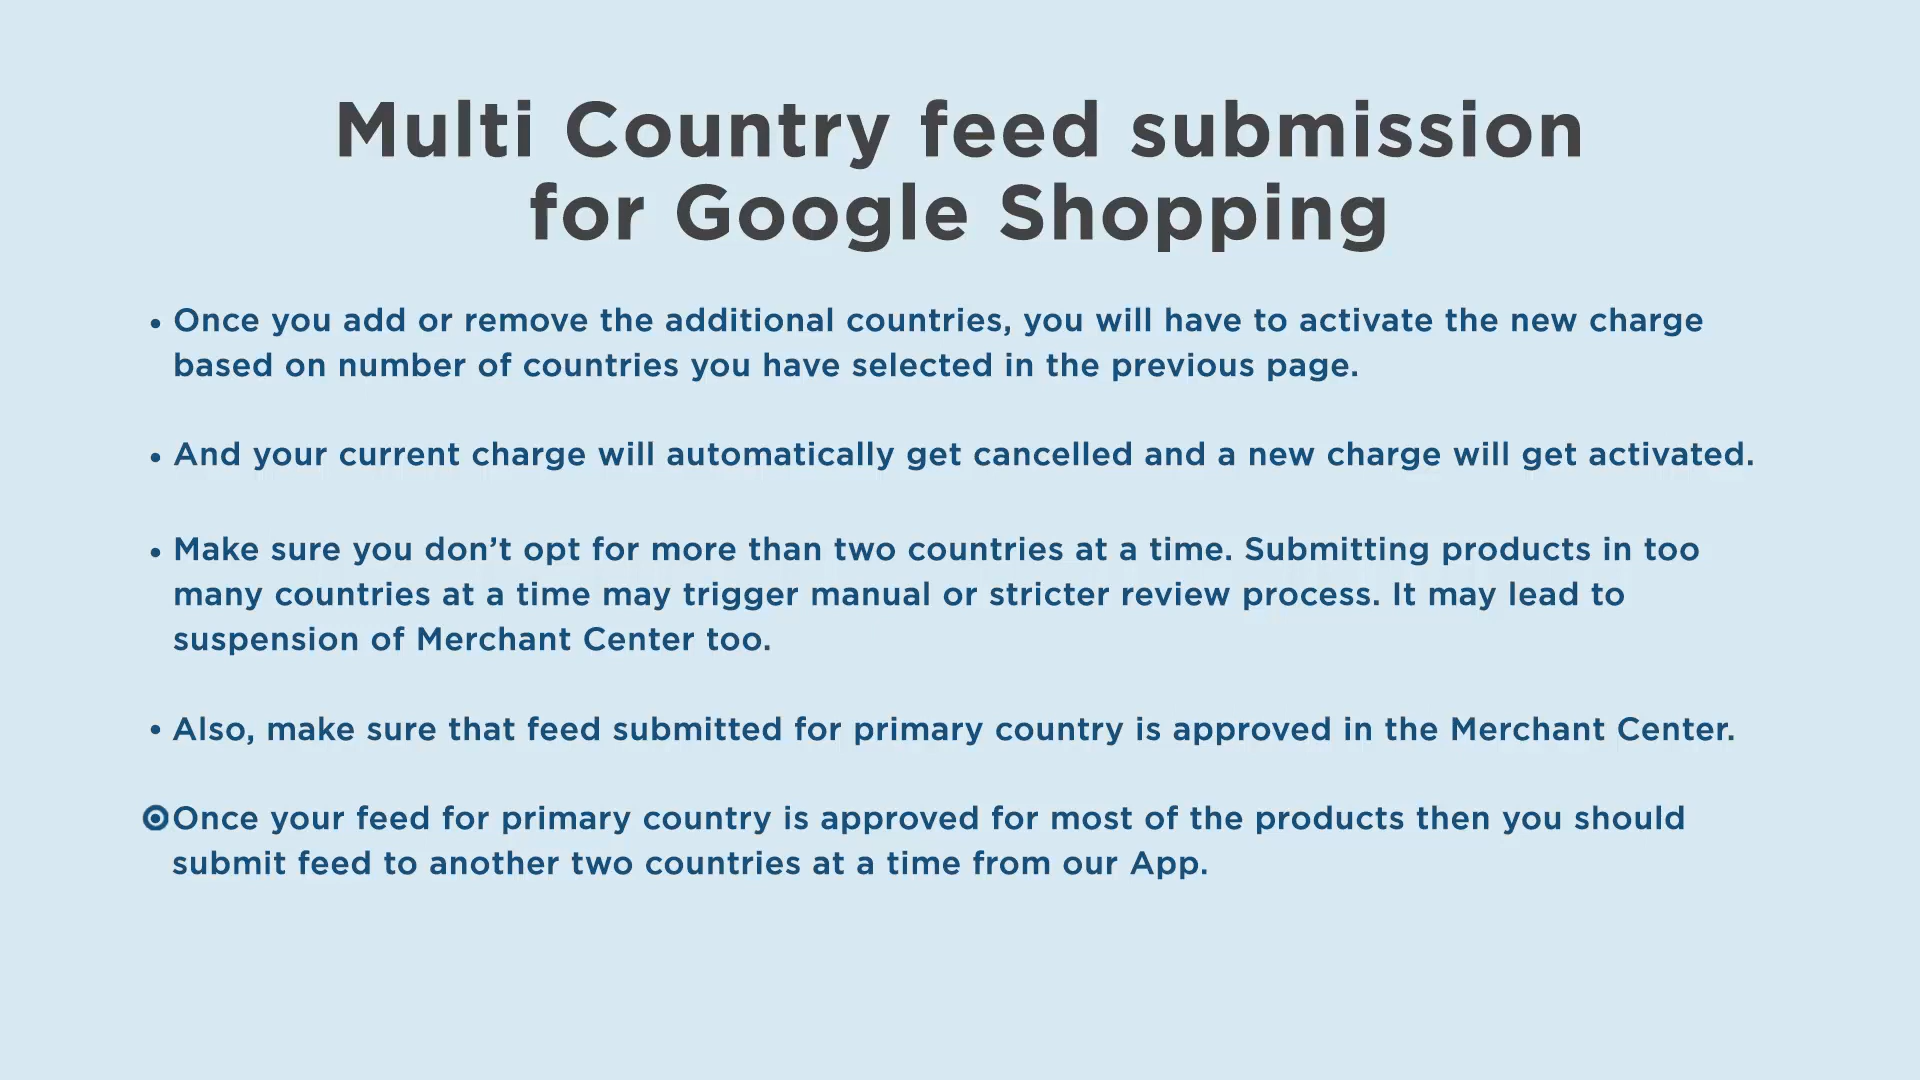 Multi Country feed submission
for Google Shopping
• Once you add or remove the additional countries, you will have to activate the new charge
based on number of countries you have selected in the previous page.
• And your current charge will automatically get cancelled and a new charge will get activated.
• Make sure you don’t opt for more than two countries at a time. Submitting products in too
many countries at a time may trigger manual or stricter review process. It may lead to
suspension of Merchant Center too.
• Also, make sure that feed submitted for primary country is approved in the Merchant Center.
• Once your feed for primary country is approved for most of the products then you should
submit feed to another two countries at a time from our App.